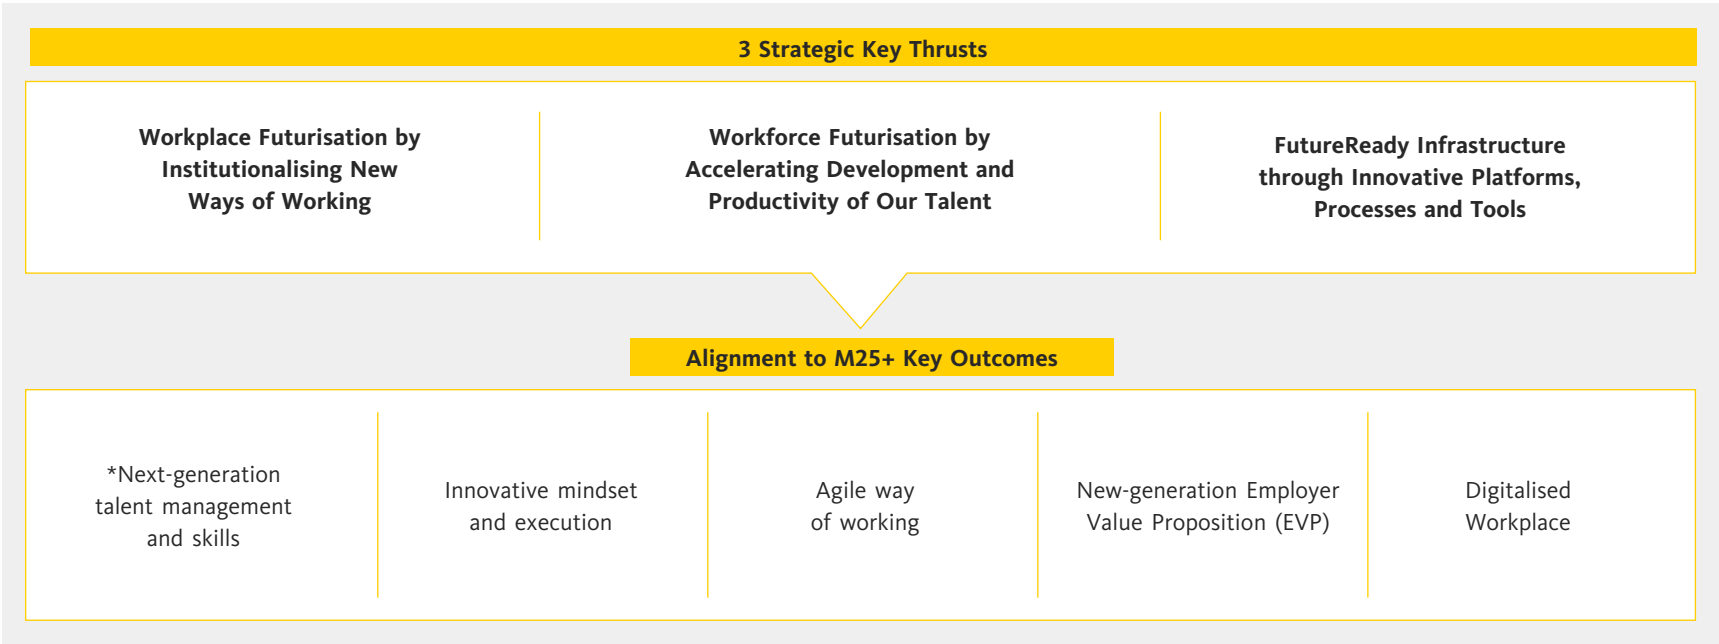 3 Strategic Key Thrusts
Workplace Futurisation by
Institutionalising New
Ways of Working
Workforce Futurisation by
Accelerating Development and
Productivity of Our Talent
FutureReady Infrastructure
through Innovative Platforms,
Processes and Tools
Alignment to M25+ Key Outcomes
*Next-generation
talent management
and skills
Innovative mindset
and execution
Agile way
of working
New-generation Employer
Value Proposition (EVP)
Digitalised
Workplace